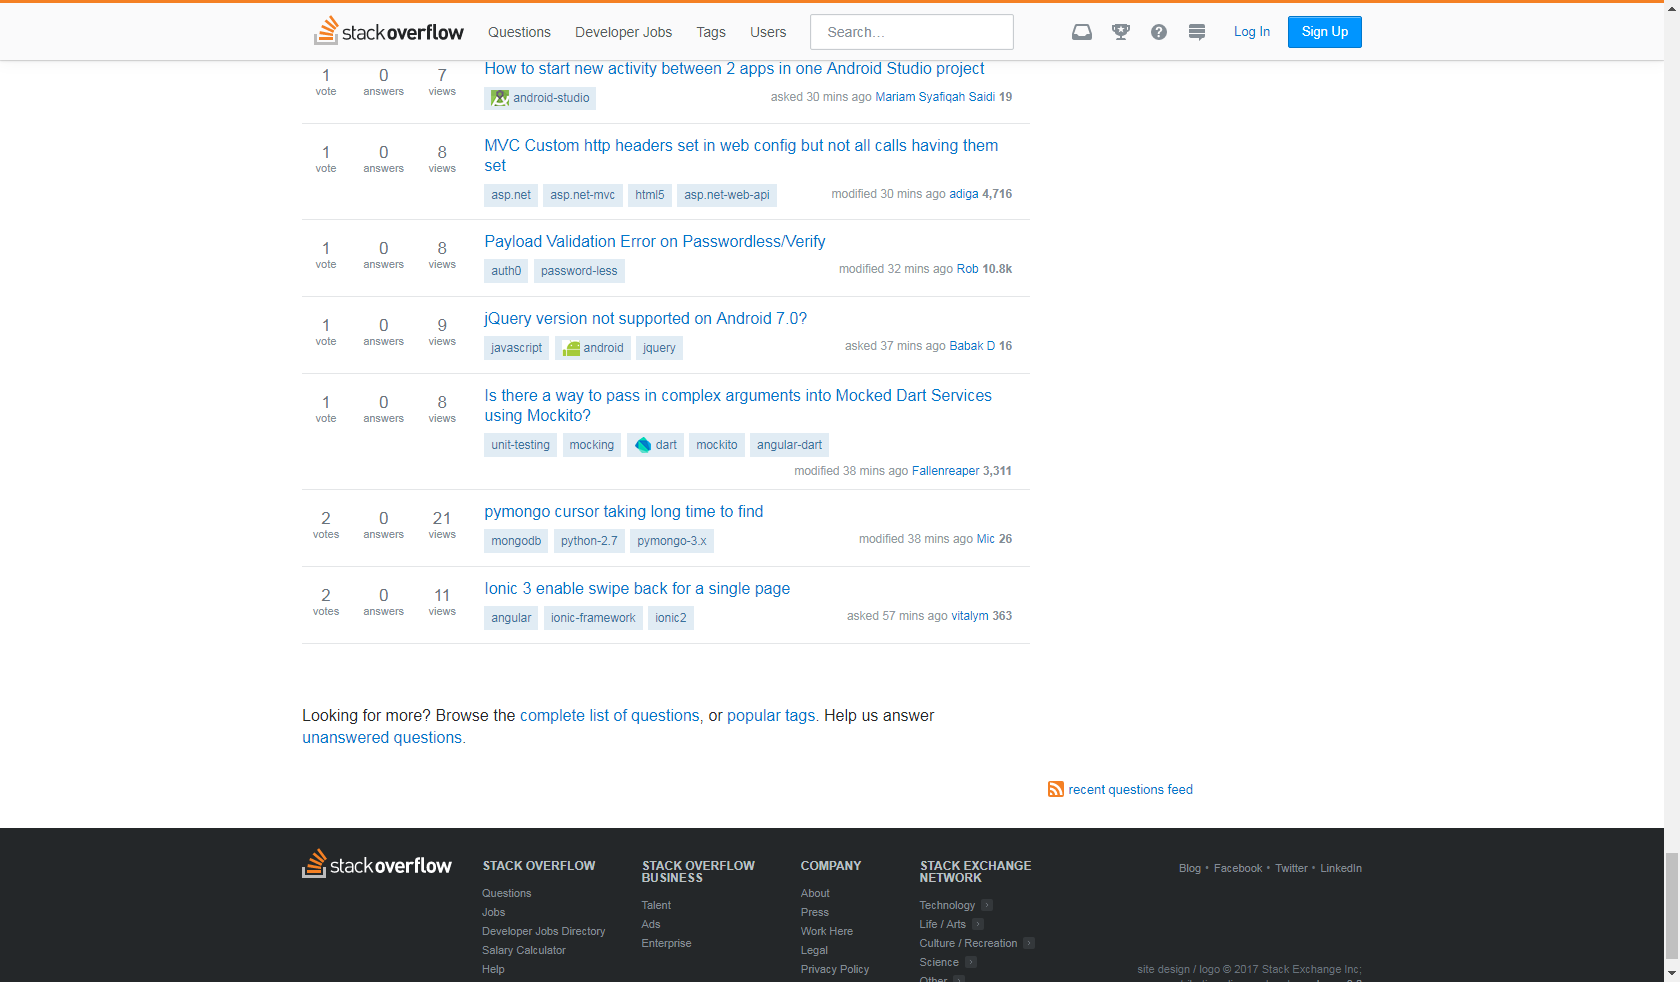 stackoverflow Questions Developer Jobs Tags Users Search... Log In Sign Up
1 0 7 How to start new activity between 2 apps in one Android Studio project
vote answers views
android-studio asked 30 mins ago Mariam Syafiqah Saidi 19
1 0 8 MVC Custom http headers set in web config but not all calls having them
vote answers views set
asp.net asp.net-mvc html5 asp.net-web-api modified 30 mins ago adiga 4,716
1 0 8 Payload Validation Error on Passwordless/Verify
vote answers views
auth0 password-less modified 32 mins ago Rob 10.8k
1 0 9 jQuery version not supported on Android 7.0?
vote answers views
javascript android jquery asked 37 mins ago Babak D 16
1 0 8 Is there a way to pass in complex arguments into Mocked Dart Services
vote answers views using Mockito?
unit-testing mocking dart mockito angular-dart
modified 38 mins ago Fallenreaper 3,311
2 0 21 pymongo cursor taking long time to find
votes answers views
mongodb python-2.7 pymongo-3.x modified 38 mins ago Mic 26
2 0 11 Ionic 3 enable swipe back for a single page
votes answers views
angular ionic-framework ionic2 asked 57 mins ago vitalym 363
Looking for more? Browse the complete list of questions, or popular tags. Help us answer
unanswered questions.
recent questions feed
stackoverflow
STACK OVERFLOW
Questions
Jobs
Developer Jobs Directory
Salary Calculator
Help
STACK OVERFLOW
BUSINESS
Talent
Ads
Enterprise
COMPANY
About
Press
Work Here
Legal
Privacy Policy
STACK EXCHANGE
NETWORK
Technology
Life / Arts
Culture / Recreation
Science
Other
Blog • Facebook • Twitter • LinkedIn
site design / logo © 2017 Stack Exchange Inc;